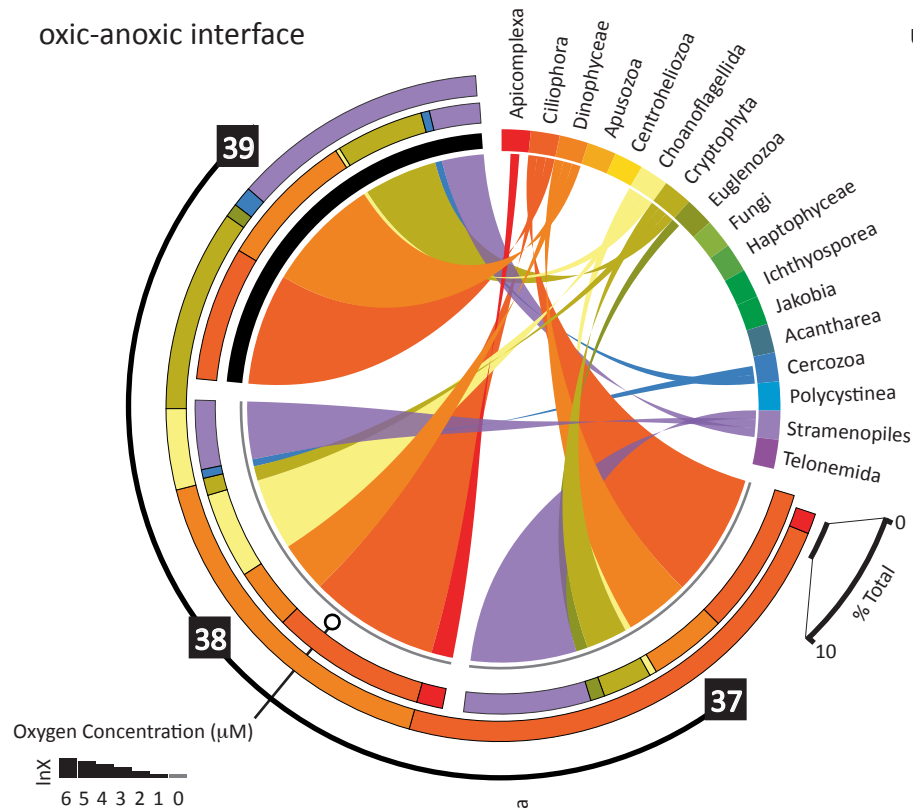 oxic-anoxic interface
Apicomplexa
Ciliophora
Dinophyceae
Apusozoa
Centroheliozoa
Choanoflagellida
Cryptophyta
Euglenozoa
Fungi
Haptophyceae
Ichthyosporea
Jakobia
Acantharea
Cercozoa
Polycystinea
Stramenopiles
Telonemida
39
38
37
0
% Total
10
Oxygen Concentration (μM)
lnX
6 5 4 3 2 1 0
a